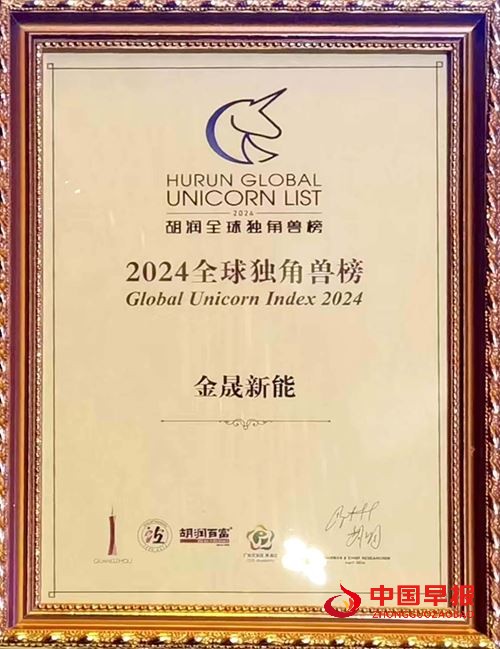 HURUN GLOBAL
UNICORN LIST
2024
胡润全球独角兽榜
2024全球独角兽榜
Global Unicorn Index 2024
金晟新能
GUANGZHOU
胡润百富
中国早报
ZHONGGUOZAOBAO